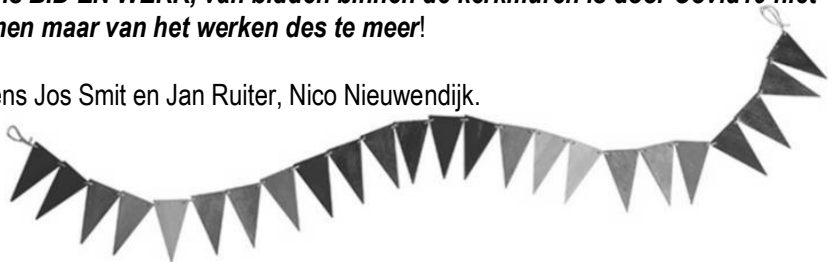 BID EN WERK, van bidden binnen de kerkmuren is door Covid19 niet
men maar van het werken des te meer!
ens Jos Smit en Jan Ruiter, Nico Nieuwendijk.